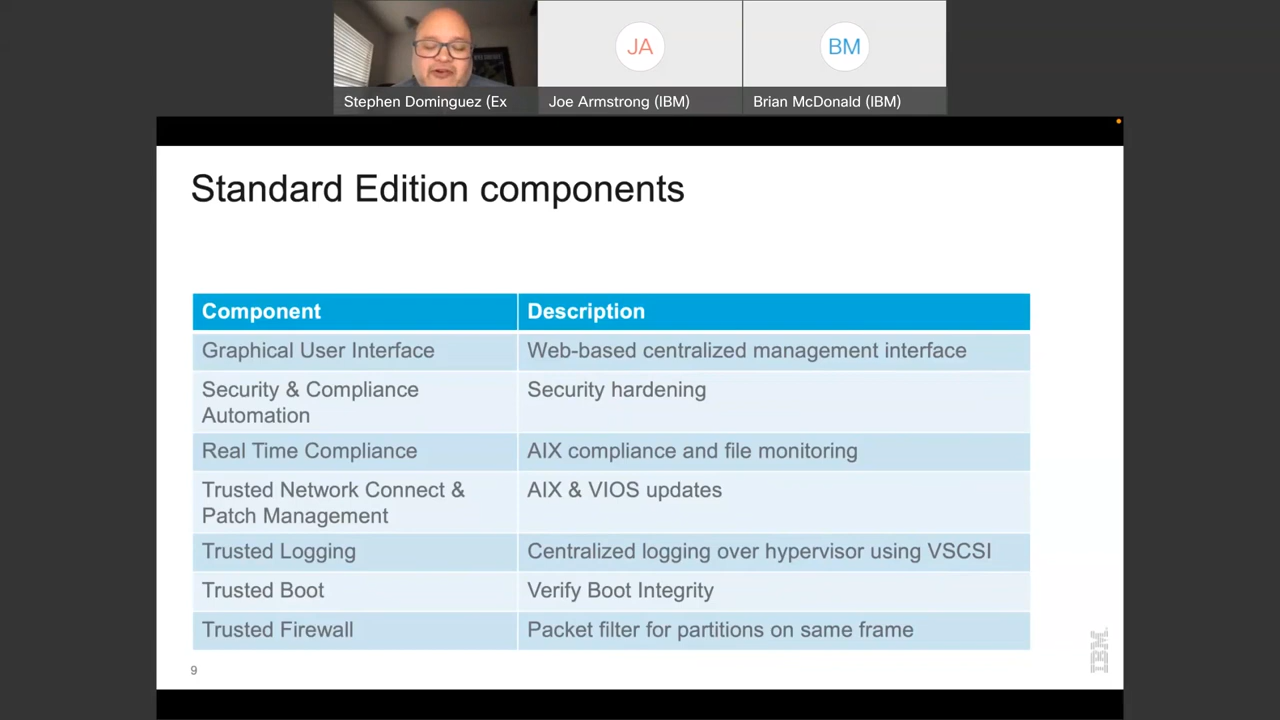 JA
BM
Stephen Dominguez (Ex
Joe Armstrong (IBM)
Brian McDonald (IBM)
Standard Edition components
Component Description
Graphical User Interface Web-based centralized management interface
Security & Compliance Security hardening
Automation
Real Time Compliance AIX compliance and file monitoring
Trusted Network Connect & AIX & VIOS updates
Patch Management
Trusted Logging Centralized logging over hypervisor using VSCSI
Trusted Boot Verify Boot Integrity
Trusted Firewall Packet filter for partitions on same frame
9
IBM